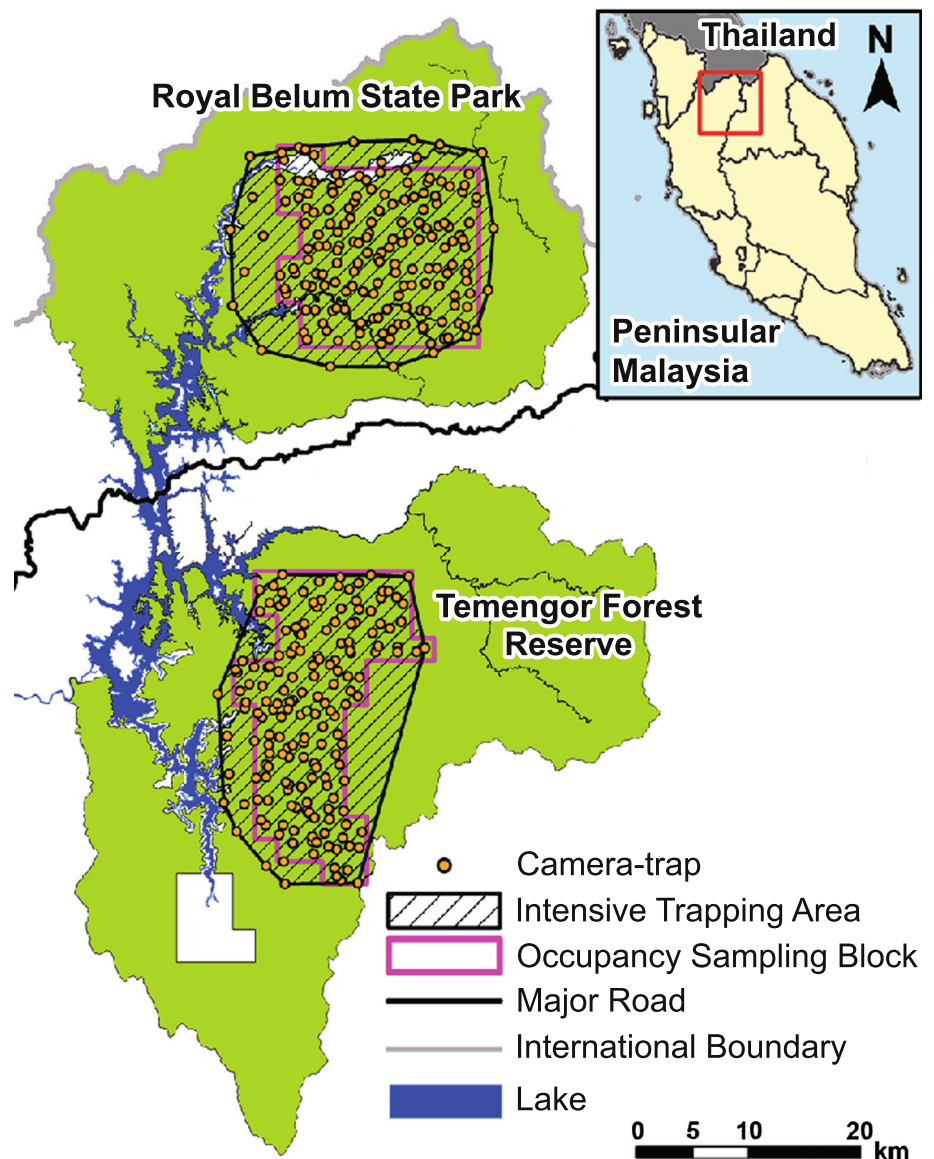 Thailand
N
Royal Belum State Park
Peninsular
Malaysia
Temengor Forest
Reserve
Camera-trap
Intensive Trapping Area
Occupancy Sampling Block
Major Road
International Boundary
Lake
0 5 10 20
km